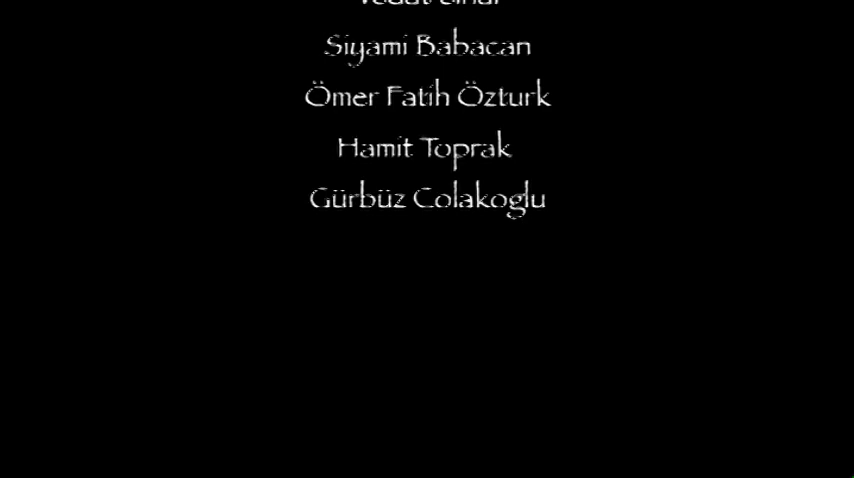 Siyami Babacan
Ömer Fatih Özturk
Hamit Toprak
Gürbüz Colakoglu